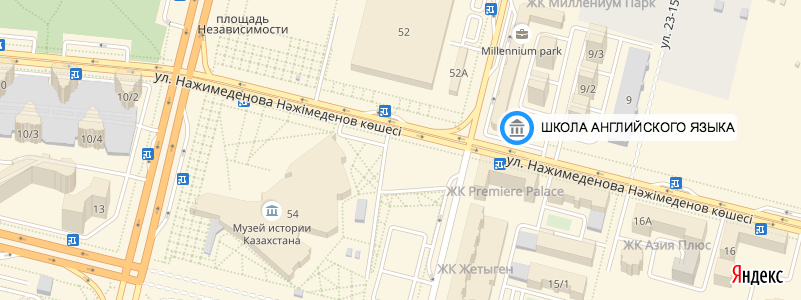 ЖК Миллениум Парк
площадь
Независимости
52
Millennium park
ул. 23-15
9/3
52А
9/2
9
10/2
ул. Нажимеденова Нәжімеденов көшесі
ШКОЛА АНГЛИЙСКОГО ЯЗЫКА
10/3
10/4
ул. Нажимеденова Нәжімеденов көшесі
ЖК Premiere Palace
13
54
Музей истории
Казахстана
16А
ЖК Азия Плюс
16
ЖК Жетыген
15/1
Яндекс